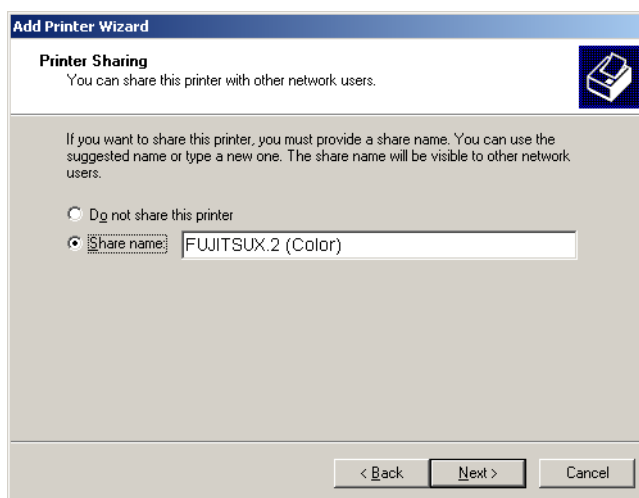 Add Printer Wizard
Printer Sharing
You can share this printer with other network users.
If you want to share this printer, you must provide a share name. You can use the
suggested name or type a new one. The share name will be visible to other network
users.
Do not share this printer
Share name: FUJITSUX.2 (Color)
< Back Next > Cancel